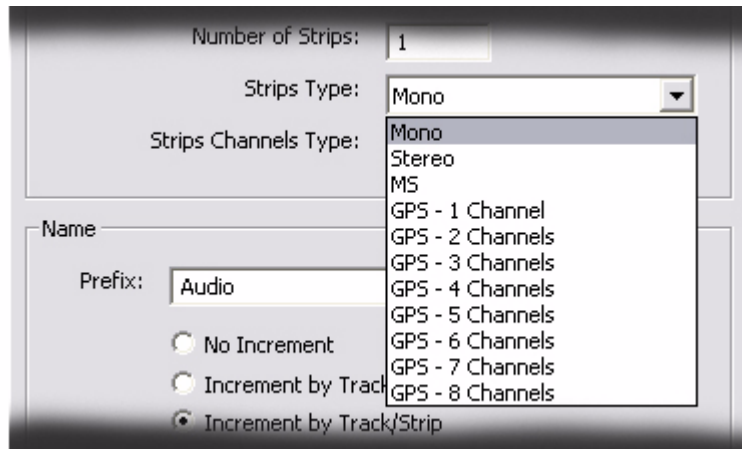 Number of Strips: 1
Strips Type: Mono
Strips Channels Type:
Mono
Stereo
MS
GPS - 1 Channel
GPS - 2 Channels
GPS - 3 Channels
GPS - 4 Channels
GPS - 5 Channels
GPS - 6 Channels
GPS - 7 Channels
GPS - 8 Channels
Name
Prefix: Audio
No Increment
Increment by Track
Increment by Track/Strip